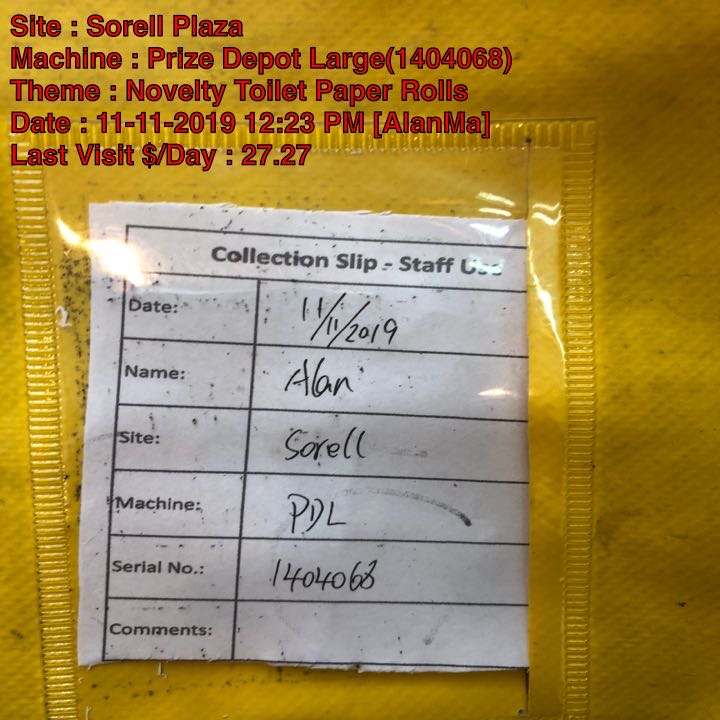 Site : Sorell Plaza
Machine : Prize Depot Large(1404068)
Theme : Novelty Toilet Paper Rolls
Date : 11-11-2019 12:23 PM [AlanMa]
Last Visit $/Day : 27.27
Collection Slip - Staff Use
Date: 11/11/2019
Name: Alan
Site: Sorell
Machine: PDL
Serial No.: 1404068
Comments: